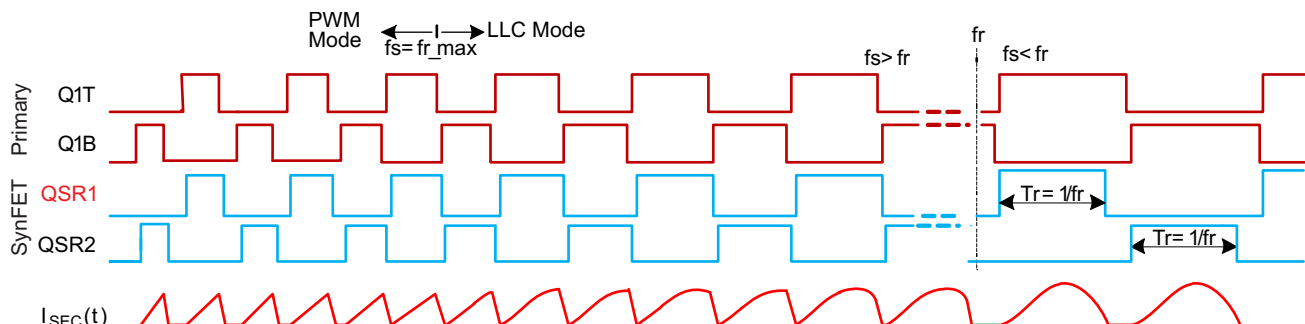 PWM Mode
LLC Mode
fs= fr_max
fs> fr
fr
fs< fr
Primary
Q1T
Q1B
SynFET
QSR1
Tr= 1/fr
QSR2
Tr= 1/fr
ISEC(t)